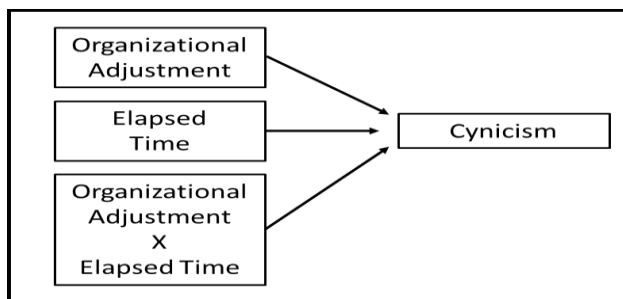 Organizational
Adjustment
Elapsed
Time
Cynicism
Organizational
Adjustment
X
Elapsed Time